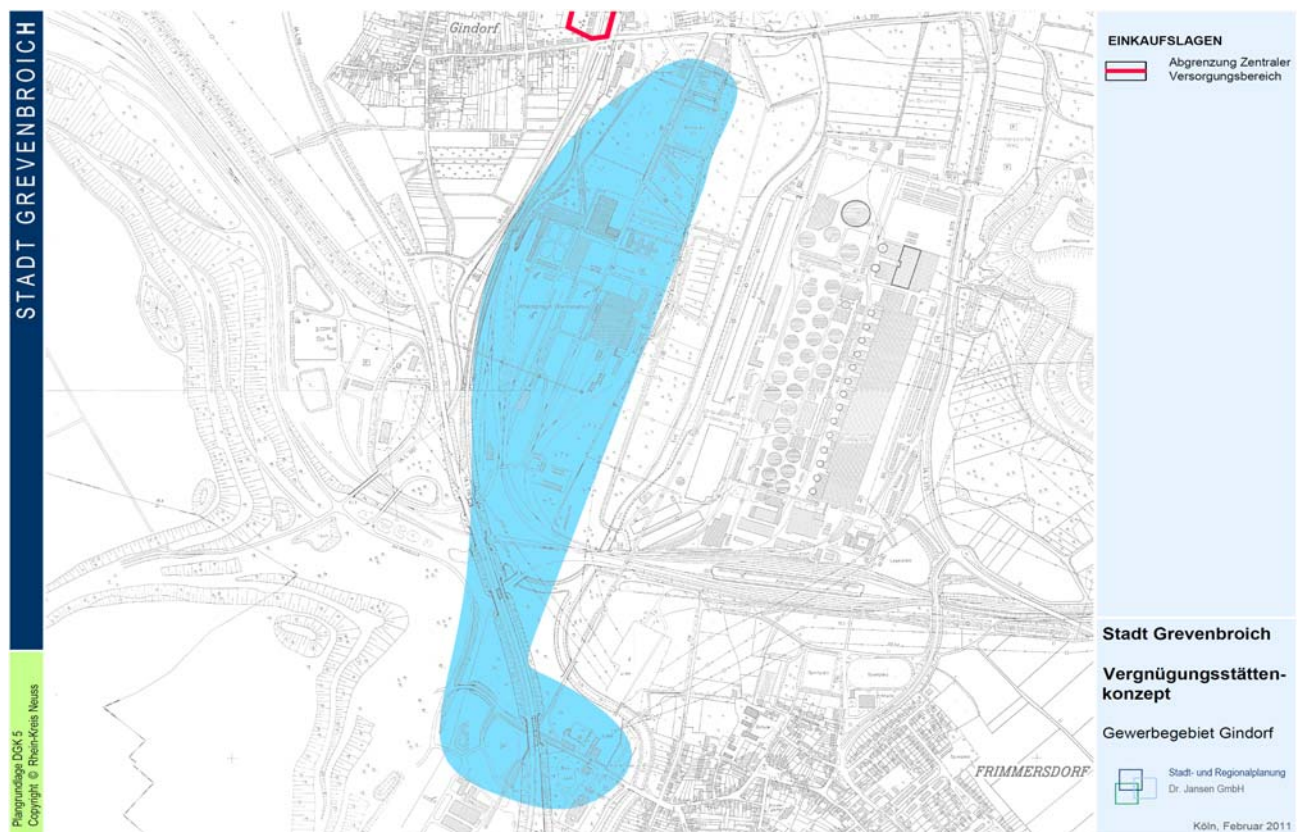 STADT GREVENBROICH
Plangrundlage DGK 5
Copyright © Rhein-Kreis Neuss
Gindorf
FRIMMERSDORF
EINKAUFSLAGEN
Abgrenzung Zentraler
Versorgungsbereich
Stadt Grevenbroich
Vergnügungsstätten-
konzept
Gewerbegebiet Gindorf
Stadt- und Regionalplanung
Dr. Jansen GmbH
Köln, Februar 2011